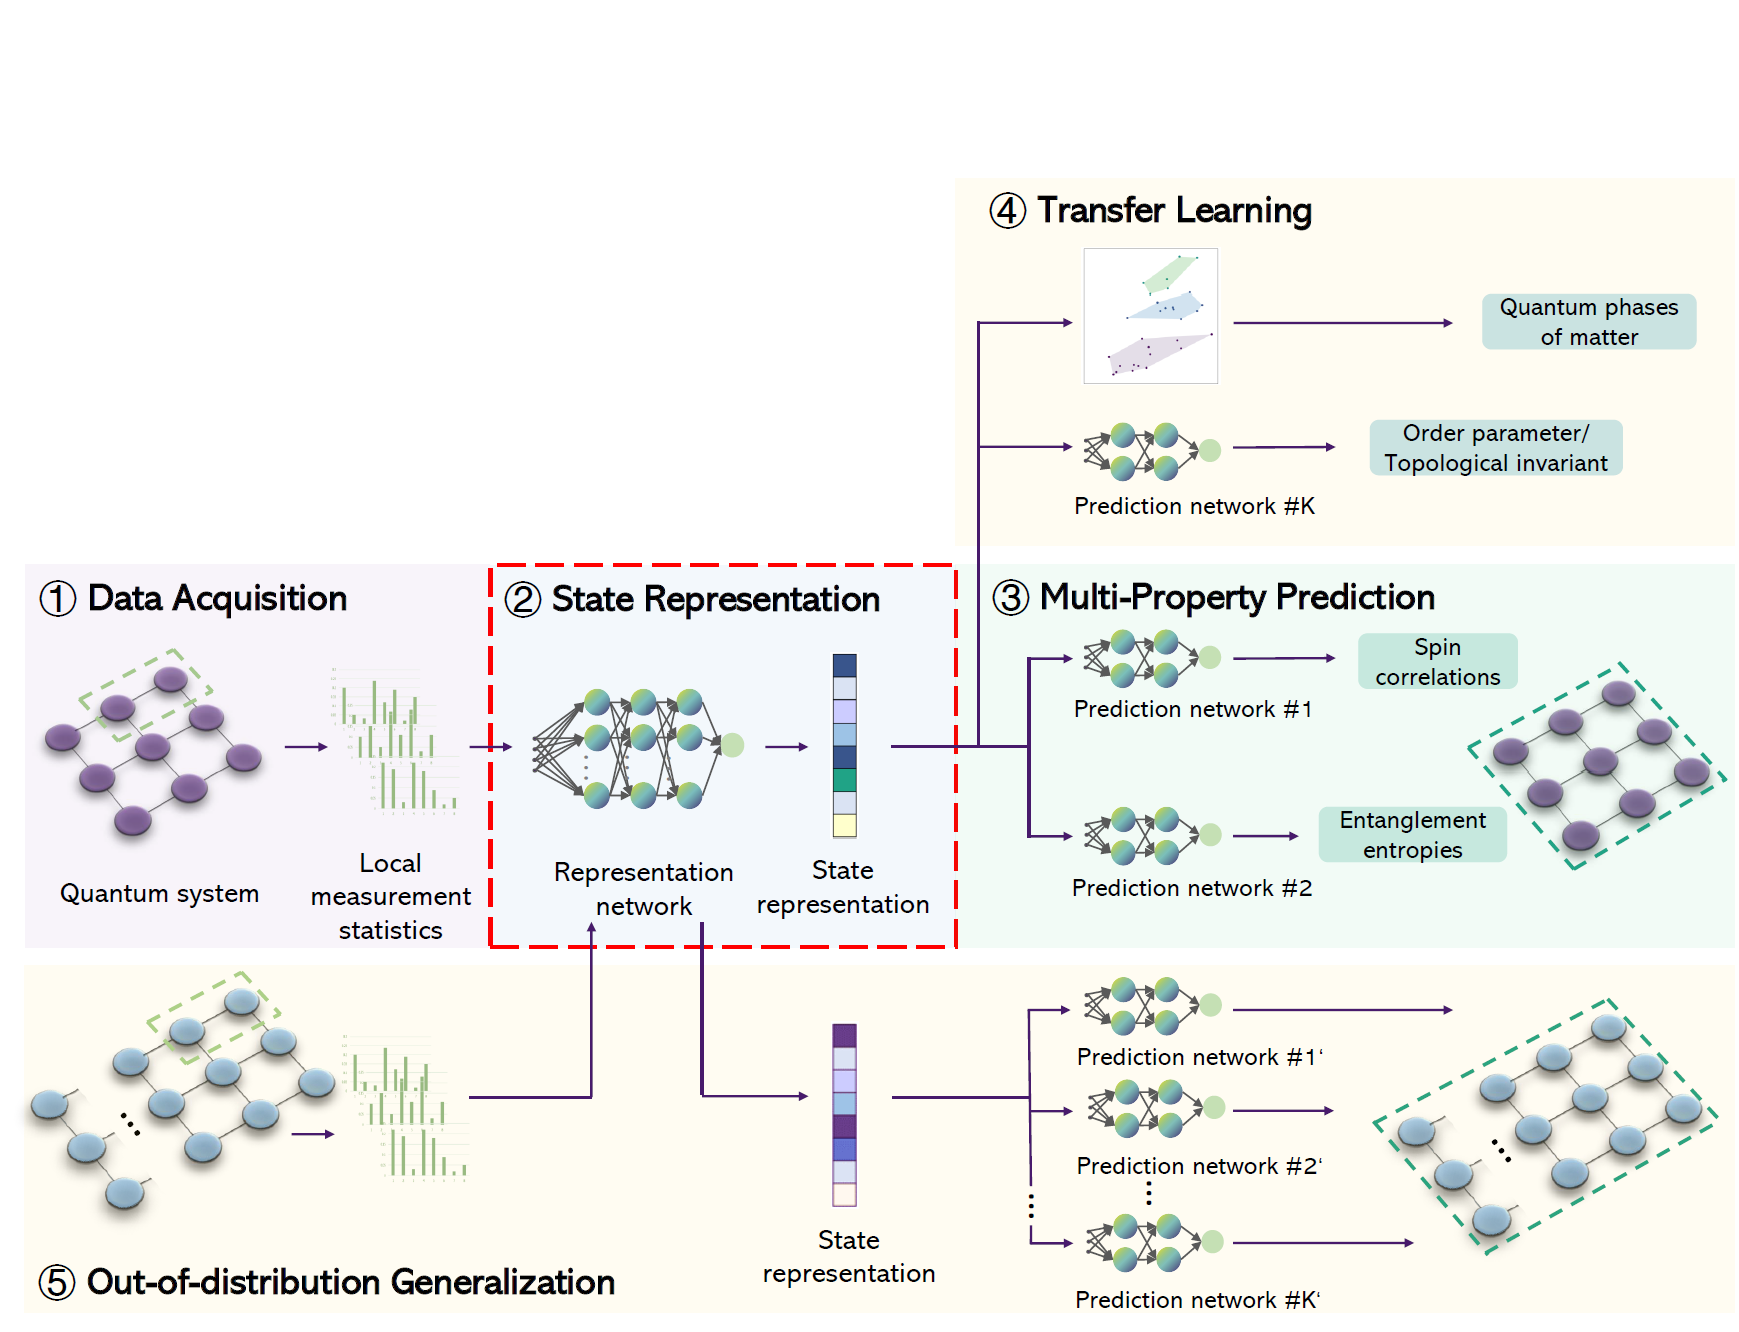 ④ Transfer Learning
Quantum phases
of matter
Order parameter/
Topological invariant
Prediction network #K
① Data Acquisition
Quantum system
Local
measurement
statistics
② State Representation
Representation
network
State
representation
③ Multi-Property Prediction
Spin
correlations
Prediction network #1
Entanglement
entropies
Prediction network #2
⑤ Out-of-distribution Generalization
State
representation
Prediction network #1‘
Prediction network #2‘
Prediction network #K‘